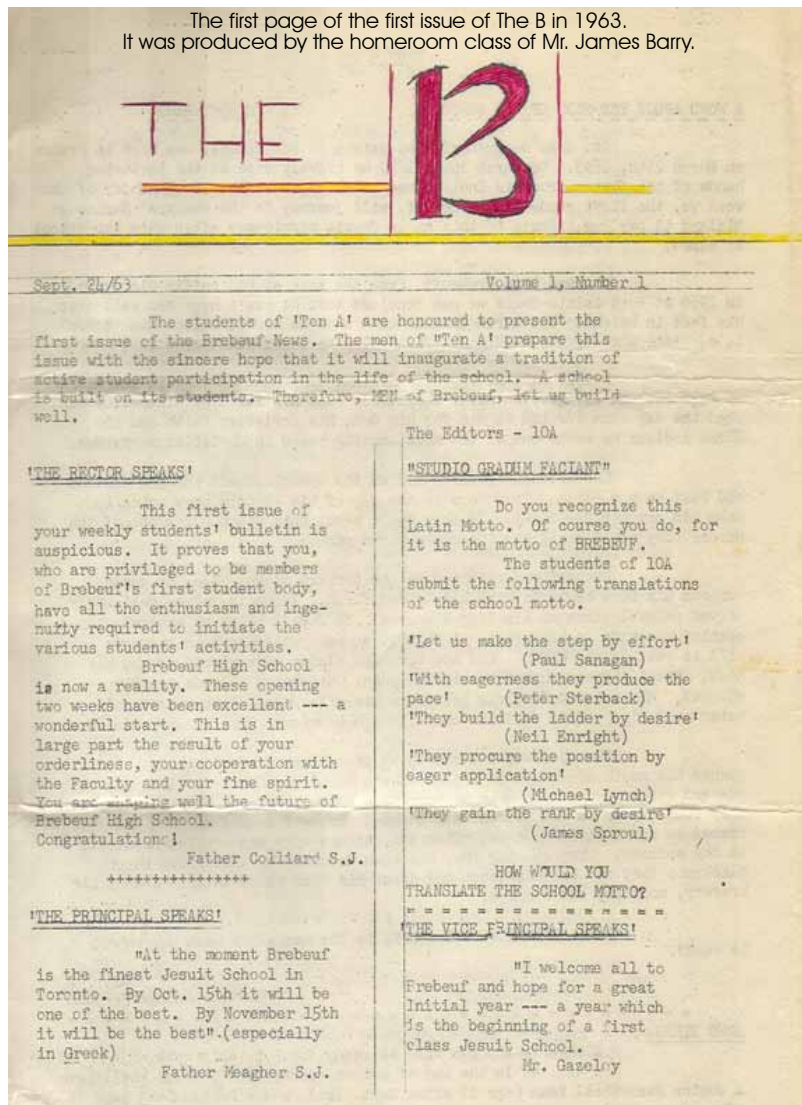 The first page of the first issue of The B in 1963.
It was produced by the homeroom class of Mr. James Barry.
THE B
Sept. 24/63 Volume 1, Number 1
The students of 'Ten A' are honoured to present the
first issue of the Brebeuf News. The men of "Ten A' prepare this
issue with the sincere hope that it will inaugurate a tradition of
active student participation in the life of the school. A school
is built on its students. Therefore, MEN of Brebeuf, let us build
well.
The Editors - 10A
'THE RECTOR SPEAKS'
This first issue of
your weekly students' bulletin is
auspicious. It proves that you,
who are privileged to be members
of Brebeuf's first student body,
have all the enthusiasm and inge-
nuity required to initiate the
various students' activities.
Brebeuf High School
is now a reality. These opening
two weeks have been excellent --- a
wonderful start. This is in
large part the result of your
orderliness, your cooperation with
the Faculty and your fine spirit.
You are shaping well the future of
Brebeuf High School.
Congratulations!
Father Colliard S.J.
++++++++++++++++
'THE PRINCIPAL SPEAKS'
"At the moment Brebeuf
is the finest Jesuit School in
Toronto. By Oct. 15th it will be
one of the best. By November 15th
it will be the best".(especially
in Greek)
Father Meagher S.J.
"STUDIO GRADUM FACIANT"
Do you recognize this
Latin Motto. Of course you do, for
it is the motto of BREBEUF.
The students of 10A
submit the following translations
of the school motto.
'Let us make the step by effort'
(Paul Sanagan)
'With eagerness they produce the
pace' (Peter Sterback)
'They build the ladder by desire'
(Neil Enright)
'They procure the position by
eager application'
(Michael Lynch)
'They gain the rank by desire'
(James Sproul)
HOW WOULD YOU
TRANSLATE THE SCHOOL MOTTO?
= = = = = = = = = = = = = = =
'THE VICE PRINCIPAL SPEAKS'
"I welcome all to
Brebeuf and hope for a great
Initial year --- a year which
is the beginning of a first
class Jesuit School.
Mr. Gazeley